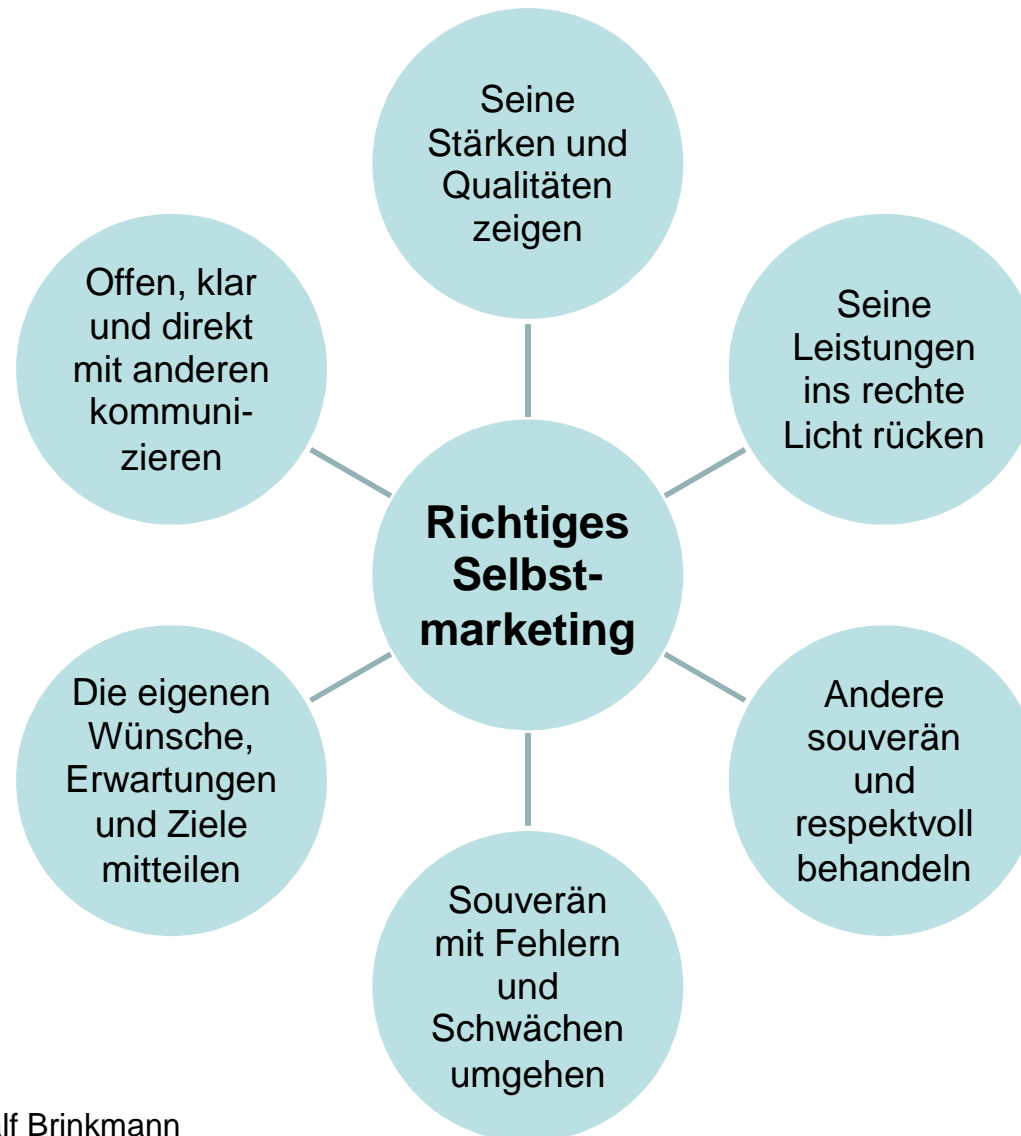 Seine
Stärken und
Qualitäten
zeigen
Seine
Leistungen
ins rechte
Licht rücken
Andere
souverän
und
respektvoll
behandeln
Souverän
mit Fehlern
und
Schwächen
umgehen
Die eigenen
Wünsche,
Erwartungen
und Ziele
mitteilen
Offen, klar
und direkt
mit anderen
kommuni-
zieren
Richtiges
Selbst-
marketing
Brinkmann